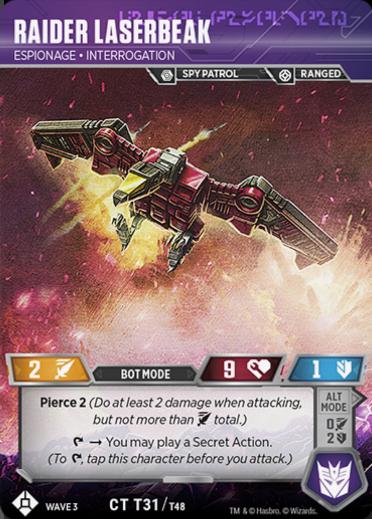 RAIDER LASERBEAK
ESPIONAGE • INTERROGATION
SPY PATROL
RANGED
2
BOT MODE
9
1
Pierce 2 (Do at least 2 damage when attacking,
but not more than total.)
→ You may play a Secret Action.
(To , tap this character before you attack.)
ALT
MODE
0
2
WAVE 3
CT T31/T48
TM & © Hasbro. © Wizards.